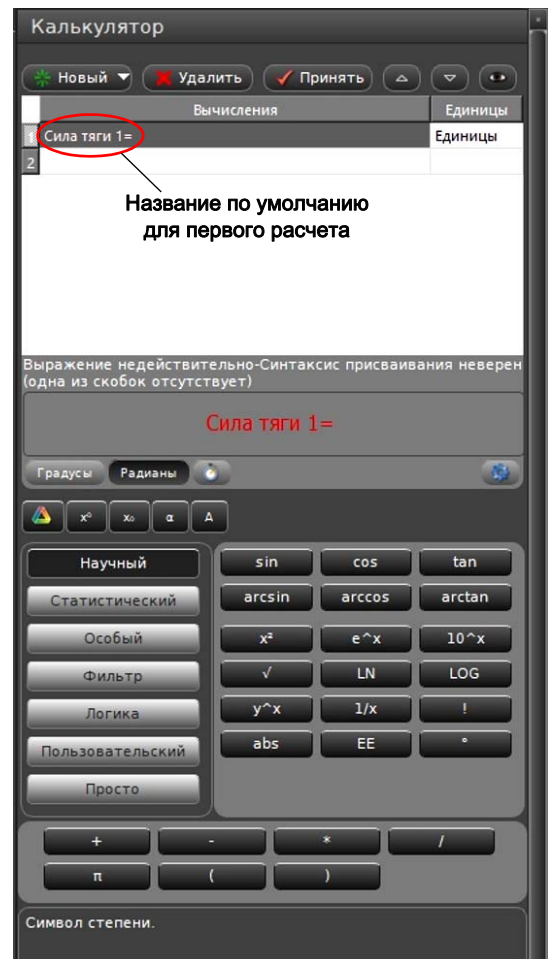 Калькулятор
Новый Удалить Принять
Вычисления Единицы
1 Сила тяги 1= Единицы
2
Название по умолчанию
для первого расчета
Выражение недействительно-Синтаксис присваивания неверен
(одна из скобок отсутствует)
Сила тяги 1=
Градусы Радианы
xᵒ x₀ α A
Научный sin cos tan
Статистический arcsin arccos arctan
Особый x² e^x 10^x
Фильтр √ LN LOG
Логика y^x 1/x !
Пользовательский abs EE °
Просто
+ - * /
π ( )
Символ степени.